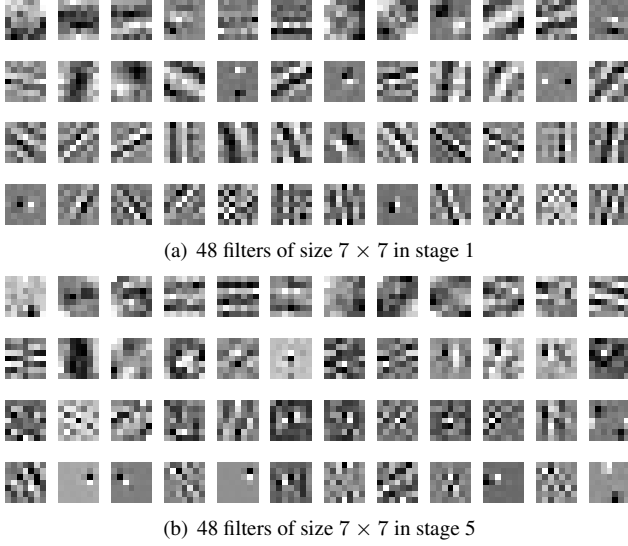 (a) 48 filters of size 7 × 7 in stage 1
(b) 48 filters of size 7 × 7 in stage 5